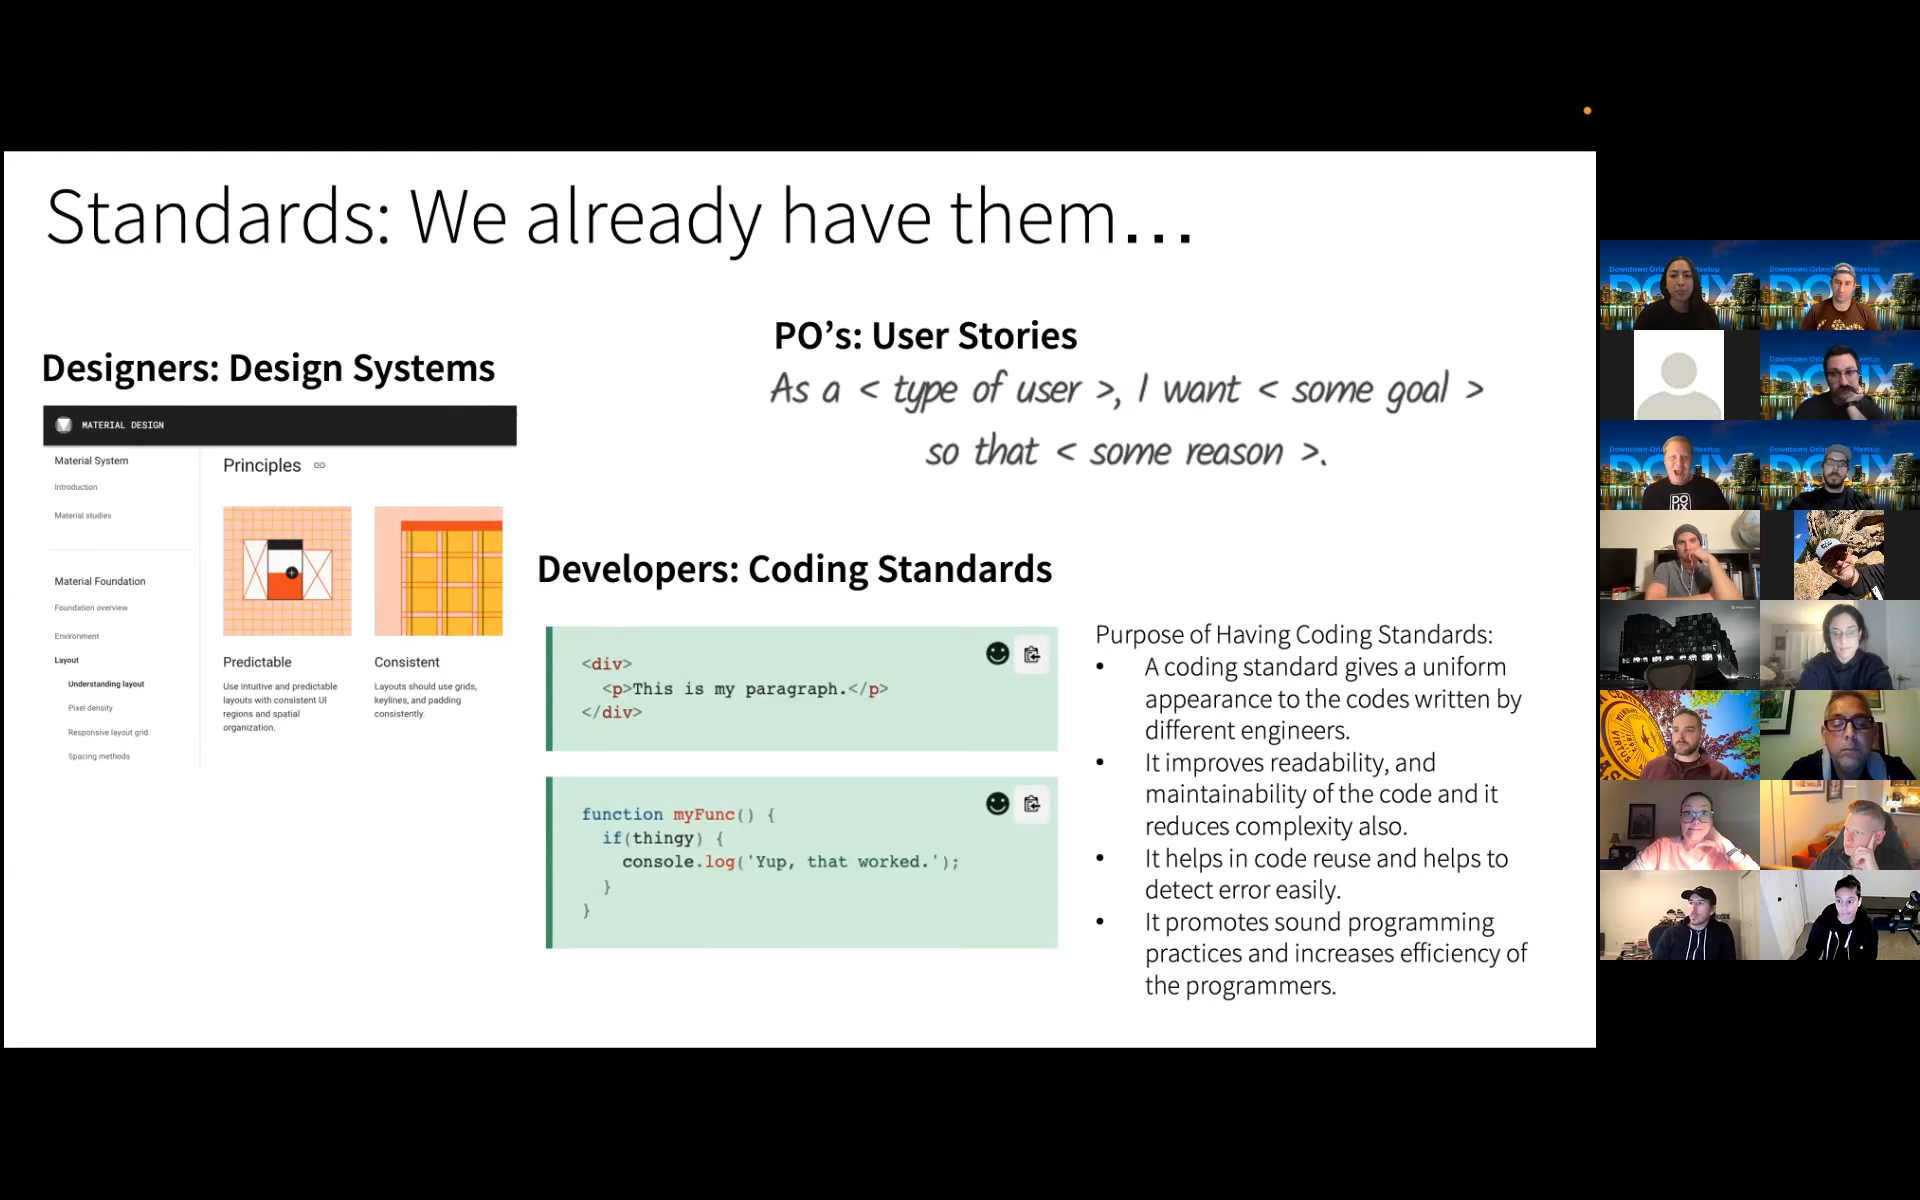 Standards: We already have them...
Designers: Design Systems
MATERIAL DESIGN
Material System
Introduction
Material studies
Material Foundation
Foundation overview
Environment
Layout
Understanding layout
Pixel density
Responsive layout grid
Spacing methods
Principles
Predictable
Use intuitive and predictable
layouts with consistent UI
regions and spatial
organization.
Consistent
Layouts should use grids,
keylines, and padding
consistently.
PO’s: User Stories
As a < type of user >, I want < some goal >
so that < some reason >.
Developers: Coding Standards
<div>
<p>This is my paragraph.</p>
</div>
function myFunc() {
if(thingy) {
console.log('Yup, that worked.');
}
}
Purpose of Having Coding Standards:
• A coding standard gives a uniform
appearance to the codes written by
different engineers.
• It improves readability, and
maintainability of the code and it
reduces complexity also.
• It helps in code reuse and helps to
detect error easily.
• It promotes sound programming
practices and increases efficiency of
the programmers.
DO
UX